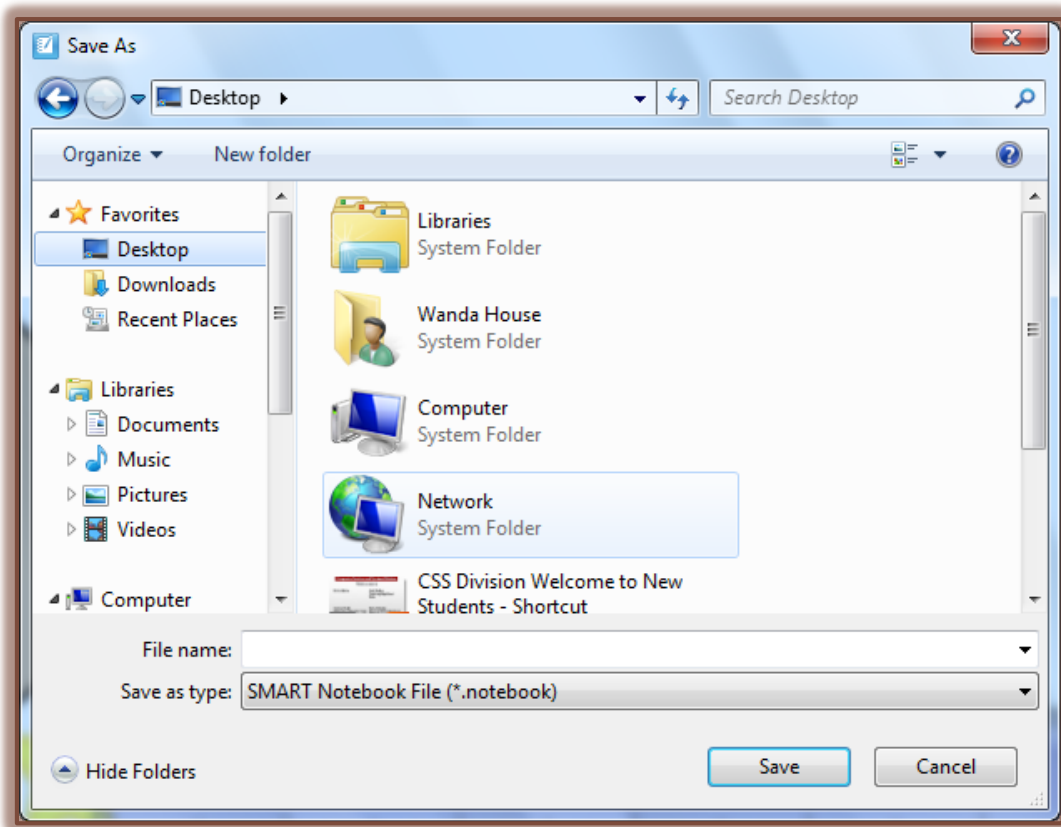 Save As
Desktop
Search Desktop
Organize
New folder
Favorites
Desktop
Downloads
Recent Places
Libraries
Documents
Music
Pictures
Videos
Computer
Libraries
System Folder
Wanda House
System Folder
Computer
System Folder
Network
System Folder
CSS Division Welcome to New
Students - Shortcut
File name:
Save as type: SMART Notebook File (*.notebook)
Hide Folders
Save
Cancel